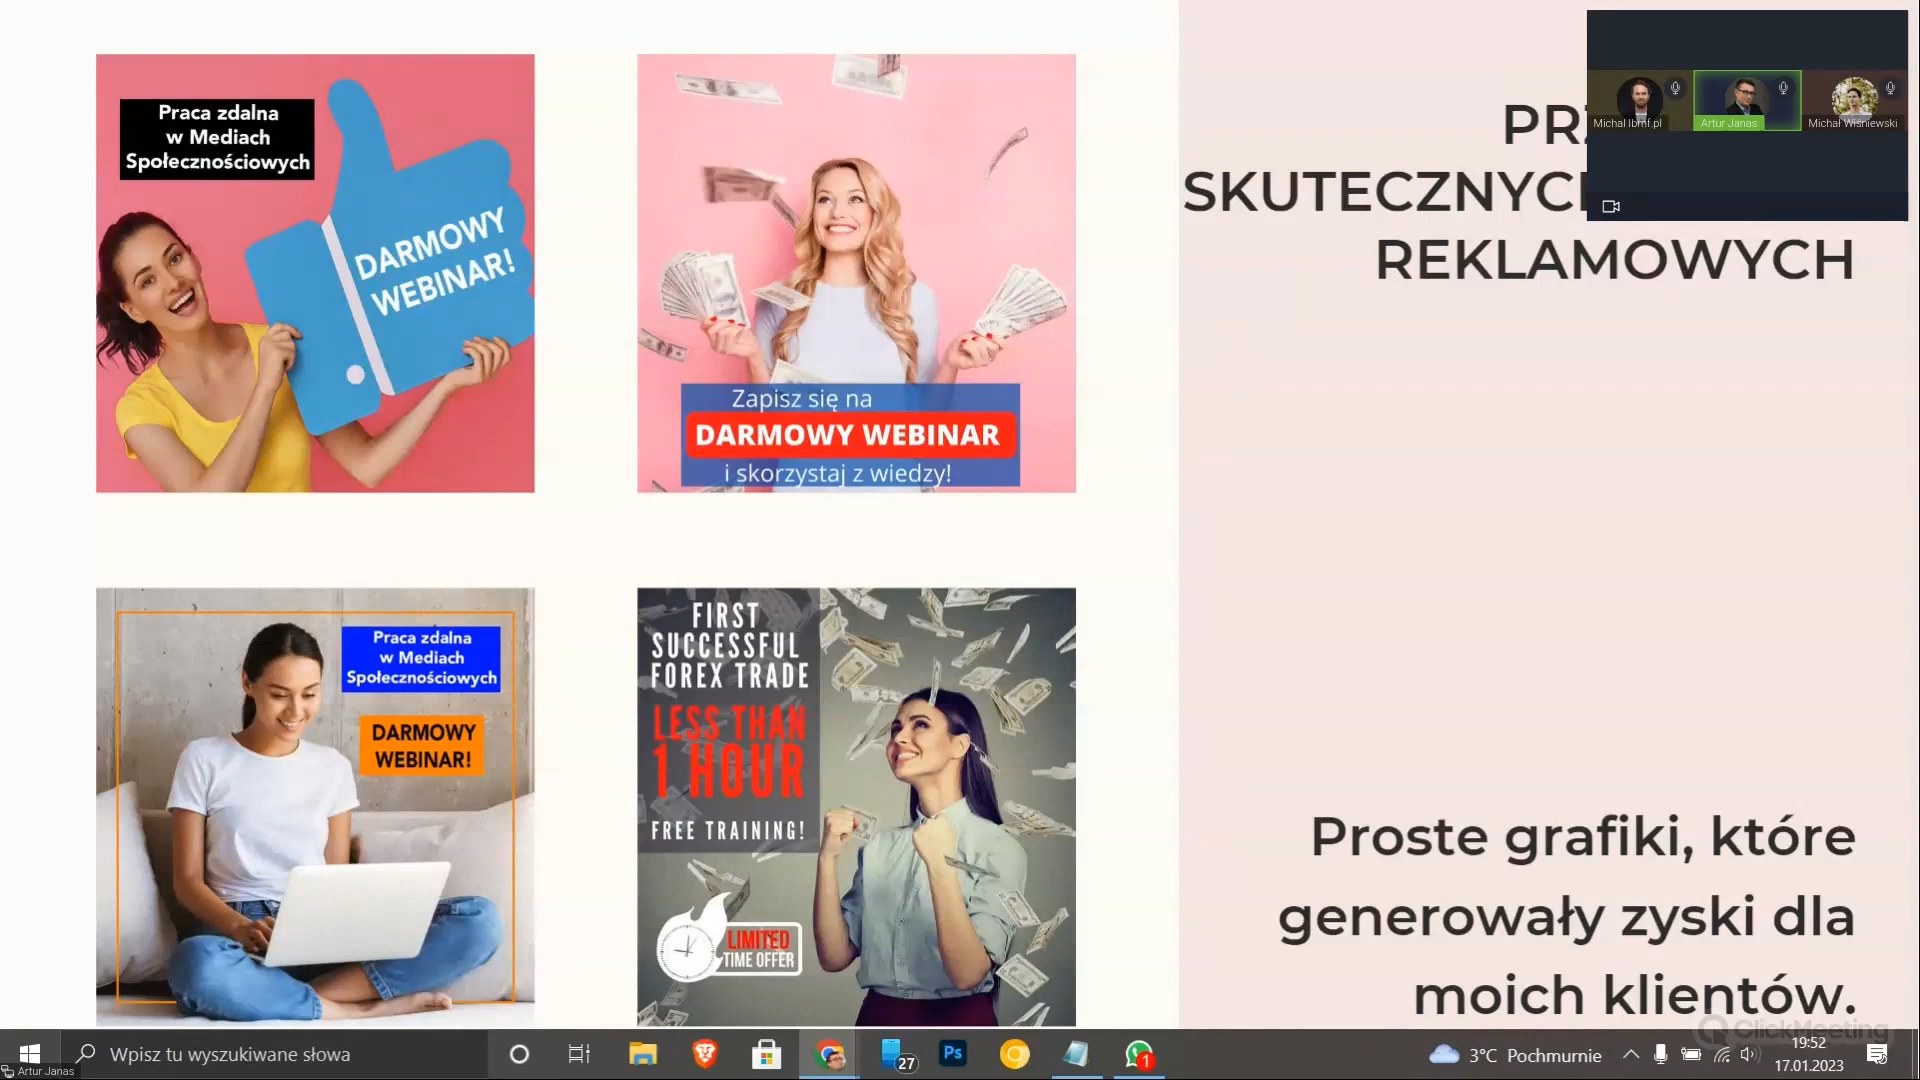 Praca zdalna
w Mediach
Społecznościowych
DARMOWY
WEBINAR!
Zapisz się na
DARMOWY WEBINAR
i skorzystaj z wiedzy!
Praca zdalna
w Mediach
Społecznościowych
DARMOWY
WEBINAR!
FIRST
SUCCESSFUL
FOREX TRADE
LESS THAN
1 HOUR
FREE TRAINING!
LIMITED
TIME OFFER
SKUTECZNYC
REKLAMOWYCH
Michal lbmf.pl
Artur Janas
Michał Wiśniewski
Proste grafiki, które
generowały zyski dla
moich klientów.
ClickMeeting
Wpisz tu wyszukiwane słowa
Artur Janas
27
Ps
1
3°C Pochmurnie
19:52
17.01.2023